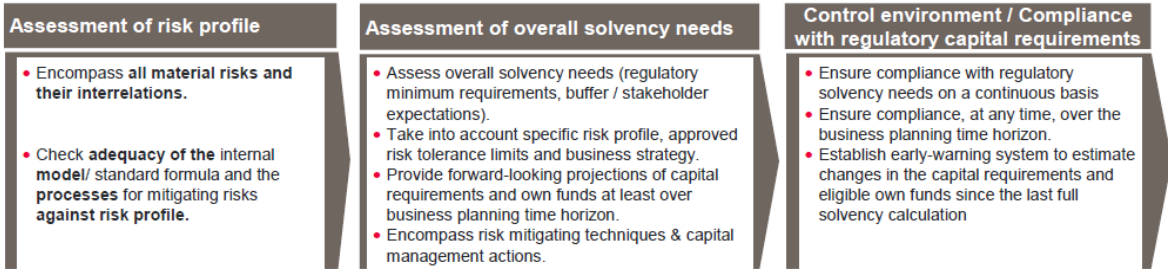 Assessment of risk profile
• Encompass all material risks and
their interrelations.
• Check adequacy of the internal
model/ standard formula and the
processes for mitigating risks
against risk profile.
Assessment of overall solvency needs
• Assess overall solvency needs (regulatory
minimum requirements, buffer / stakeholder
expectations).
• Take into account specific risk profile, approved
risk tolerance limits and business strategy.
• Provide forward-looking projections of capital
requirements and own funds at least over
business planning time horizon.
• Encompass risk mitigating techniques & capital
management actions.
Control environment / Compliance
with regulatory capital requirements
• Ensure compliance with regulatory
solvency needs on a continuous basis
• Ensure compliance, at any time, over the
business planning time horizon.
• Establish early-warning system to estimate
changes in the capital requirements and
eligible own funds since the last full
solvency calculation